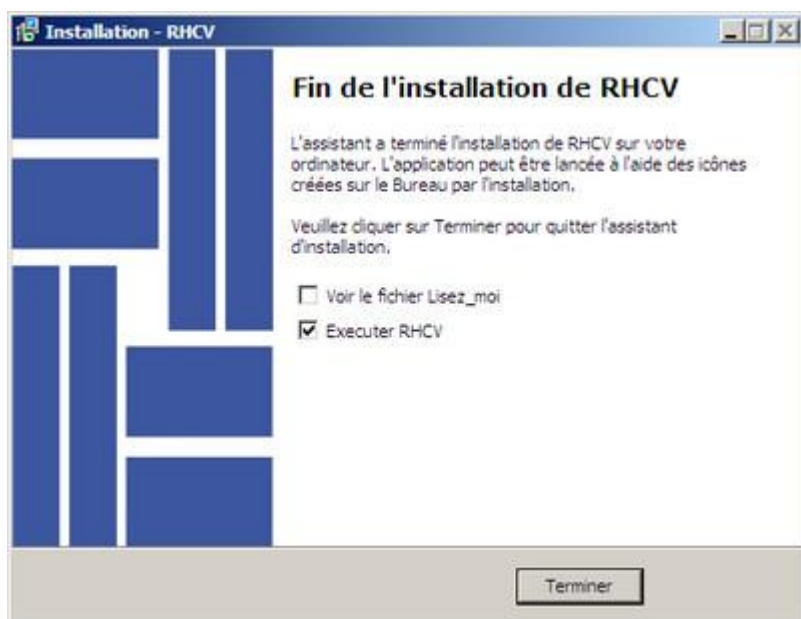 Installation - RHCV
Fin de l'installation de RHCV
L'assistant a terminé l'installation de RHCV sur votre
ordinateur. L'application peut être lancée à l'aide des icônes
créées sur le Bureau par l'installation.
Veuillez cliquer sur Terminer pour quitter l'assistant
d'installation.
Voir le fichier Lisez_moi
Executer RHCV
Terminer